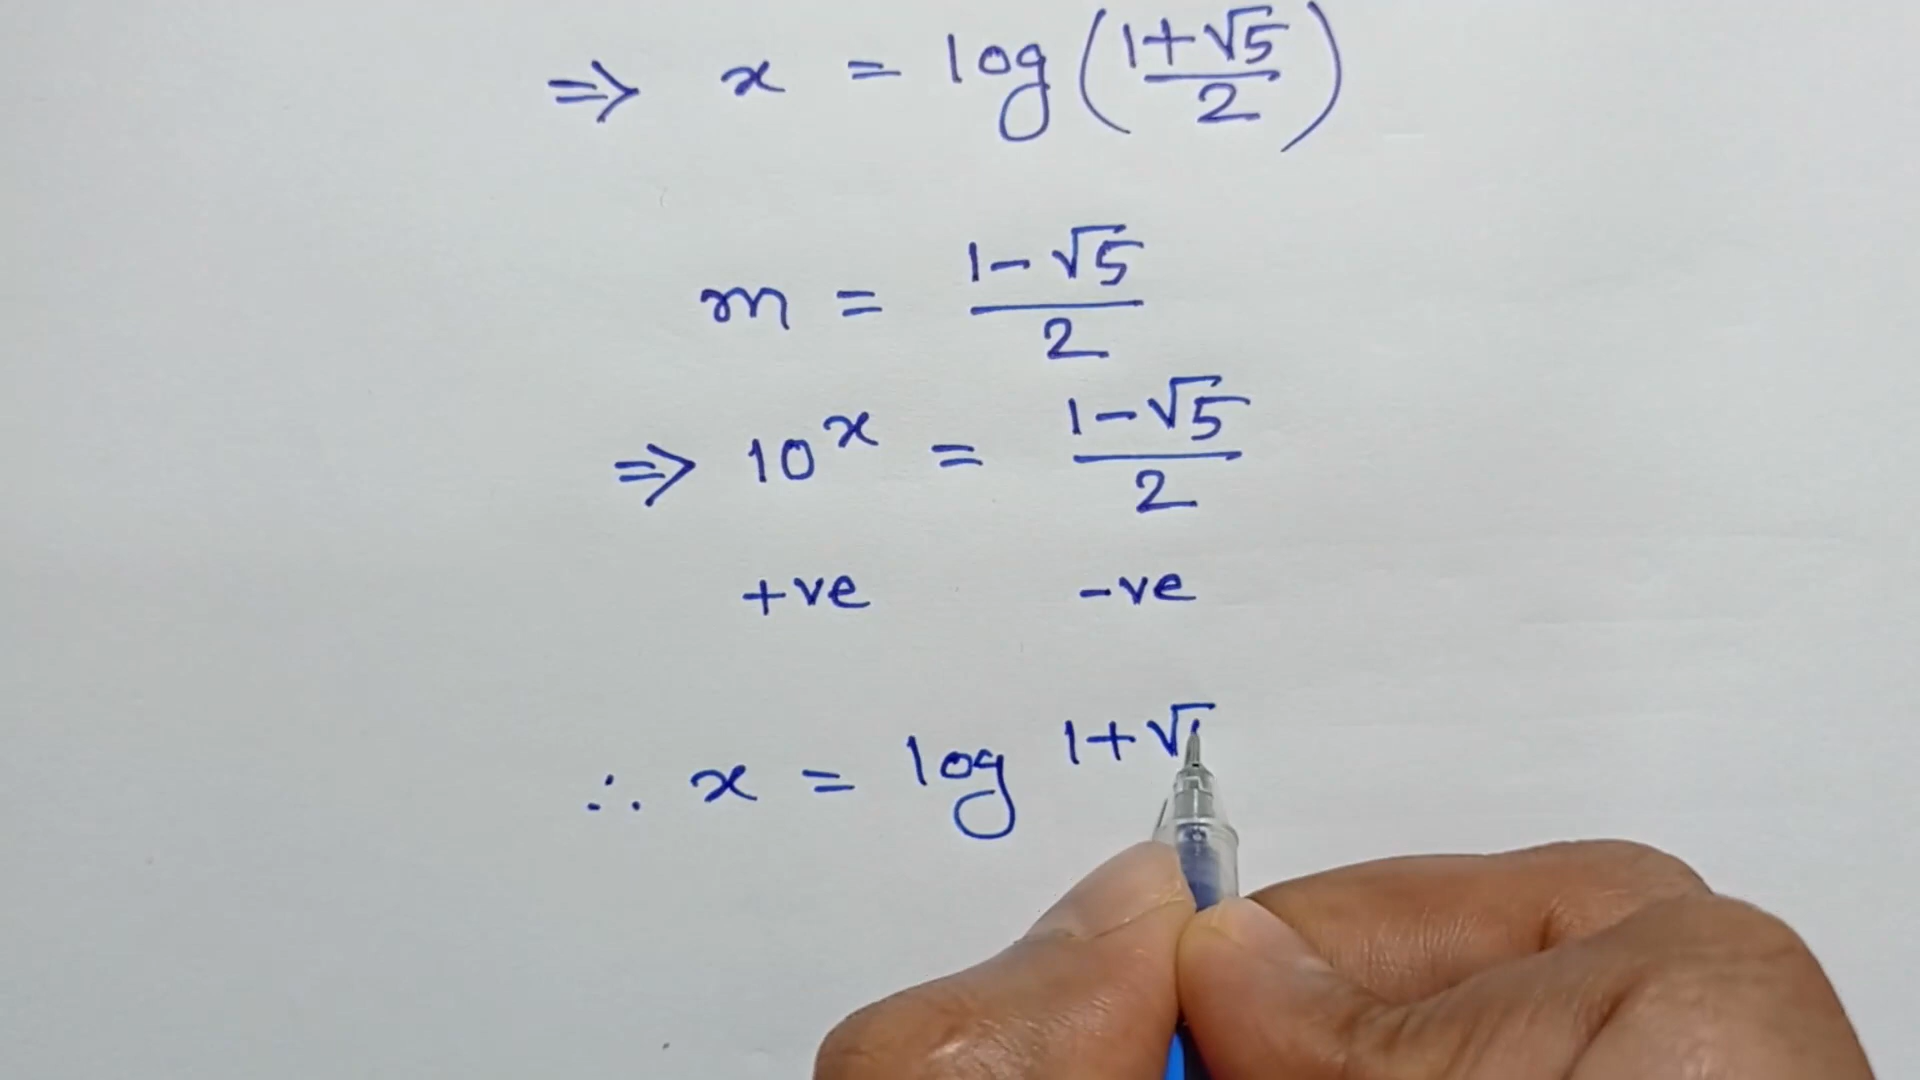 ⇒ x = log((1+√5)/2)
m = (1-√5)/2
⇒ 10^x = (1-√5)/2
+ve -ve
∴ x = log 1+√